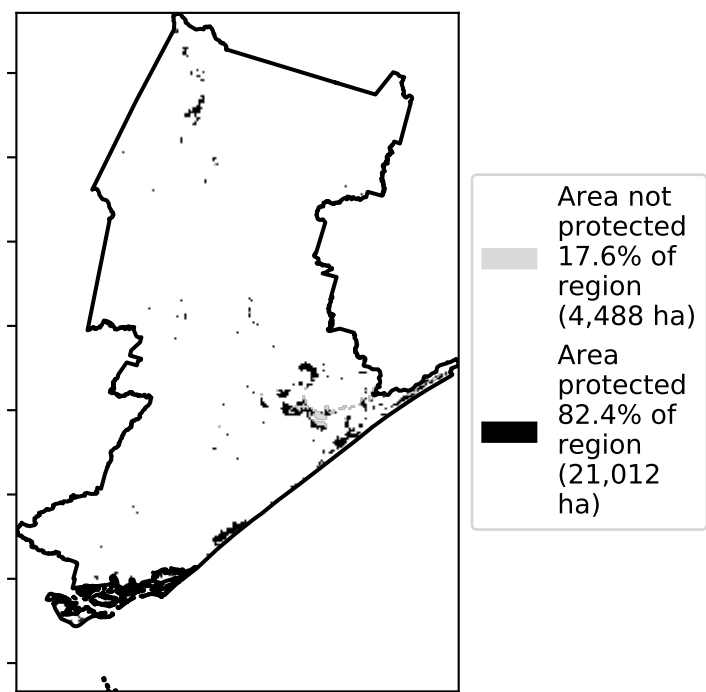 Area not
protected
17.6% of
region
(4,488 ha)
Area
protected
82.4% of
region
(21,012
ha)